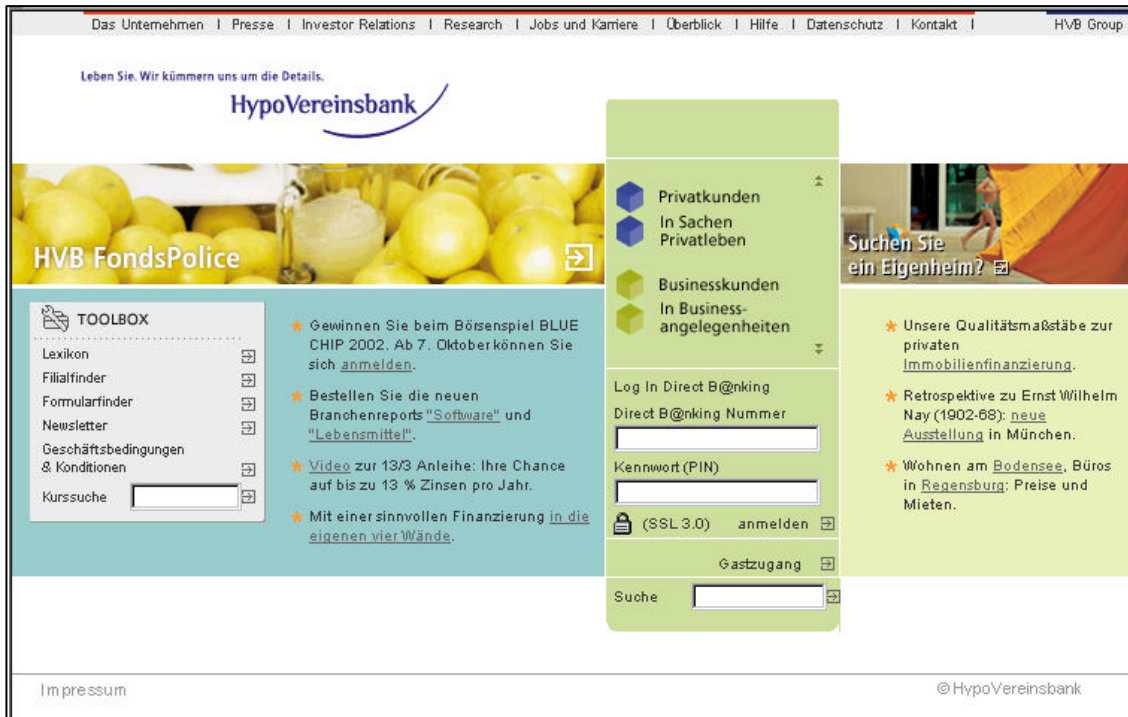 Das Unternehmen I Presse I Investor Relations I Research I Jobs und Karriere I Überblick I Hilfe I Datenschutz I Kontakt I HVB Group
Leben Sie. Wir kümmern uns um die Details.
HypoVereinsbank
HVB FondsPolice
Privatkunden
In Sachen
Privatleben
Businesskunden
In Business-
angelegenheiten
Suchen Sie
ein Eigenheim?
TOOLBOX
Lexikon
Filialfinder
Formularfinder
Newsletter
Geschäftsbedingungen
& Konditionen
Kurssuche
Gewinnen Sie beim Börsenspiel BLUE
CHIP 2002. Ab 7. Oktober können Sie
sich anmelden.
Bestellen Sie die neuen
Branchenreports "Software" und
"Lebensmittel".
Video zur 13/3 Anleihe: Ihre Chance
auf bis zu 13 % Zinsen pro Jahr.
Mit einer sinnvollen Finanzierung in die
eigenen vier Wände.
Log In Direct B@nking
Direct B@nking Nummer
Kennwort (PIN)
(SSL 3.0) anmelden
Gastzugang
Suche
Unsere Qualitätsmaßstäbe zur
privaten
Immobilienfinanzierung.
Retrospektive zu Ernst Wilhelm
Nay (1902-68): neue
Ausstellung in München.
Wohnen am Bodensee, Büros
in Regensburg: Preise und
Mieten.
Impressum
© HypoVereinsbank